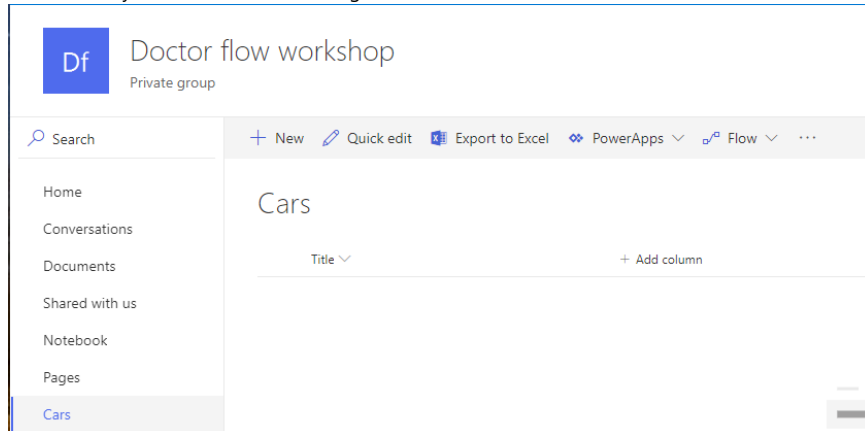 Df
Doctor flow workshop
Private group
Search
New Quick edit Export to Excel PowerApps Flow ...
Home
Conversations
Documents
Shared with us
Notebook
Pages
Cars
Cars
Title
+ Add column